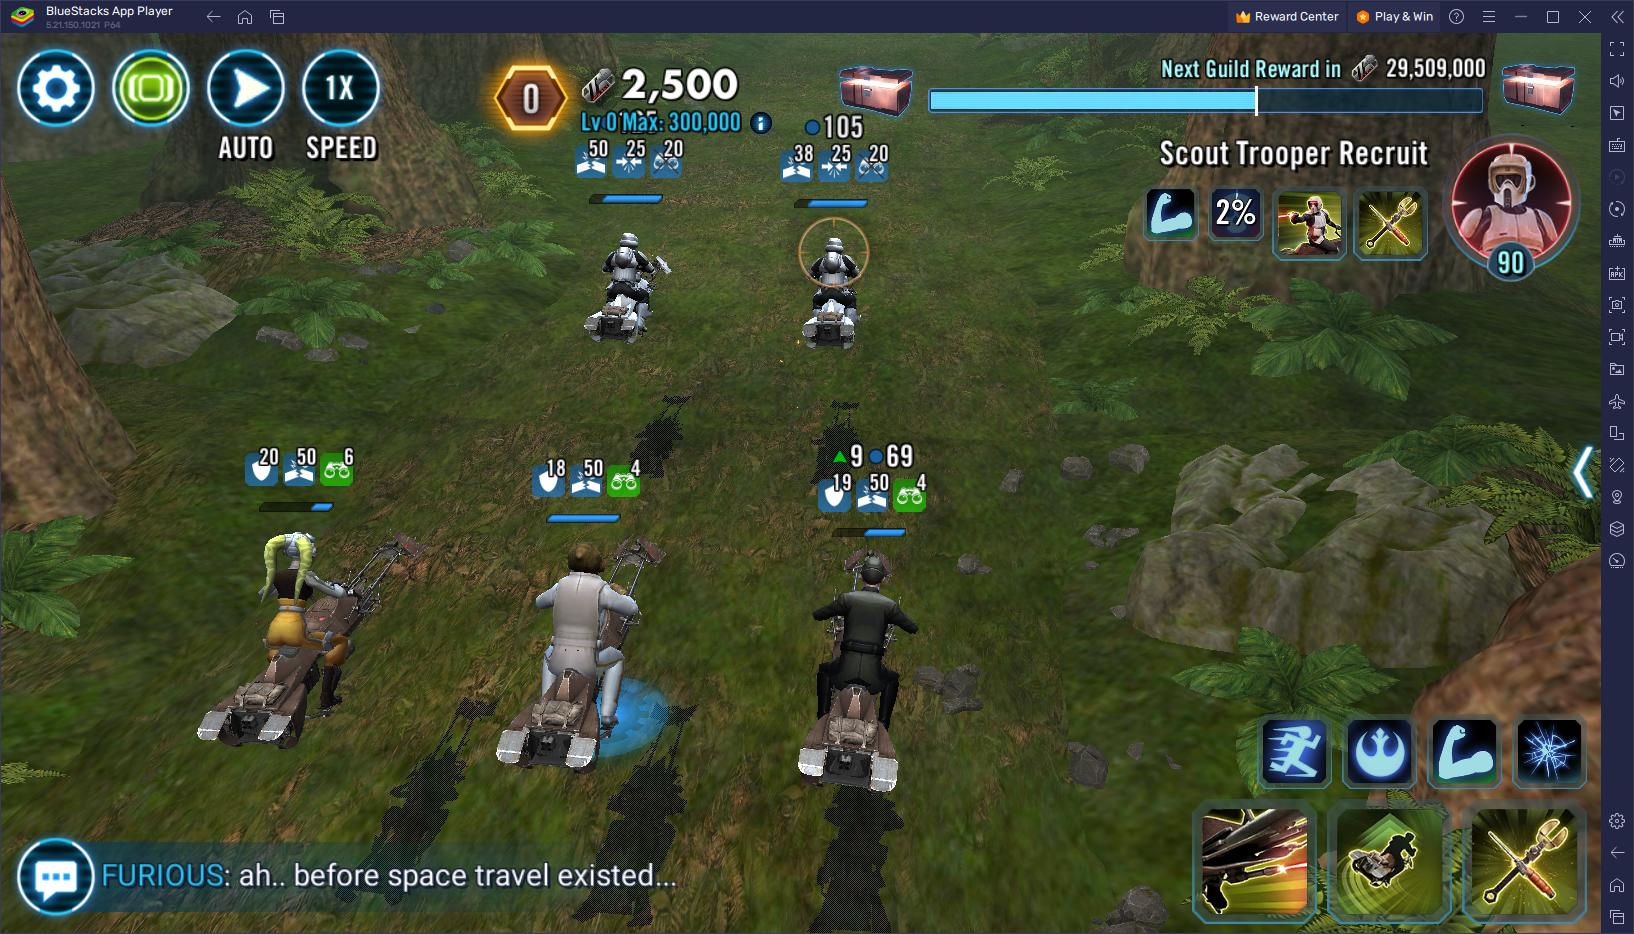 BlueStacks App Player
5.21.150.1021 P64
Reward Center
Play & Win
AUTO
1X
SPEED
0
2,500
Lv 0 Max: 300,000
50 25 20
105
38 25 20
Next Guild Reward in 29,509,000
Scout Trooper Recruit
2%
90
20 50 6
18 50 4
9 69
19 50 4
APK
FURIOUS: ah.. before space travel existed...